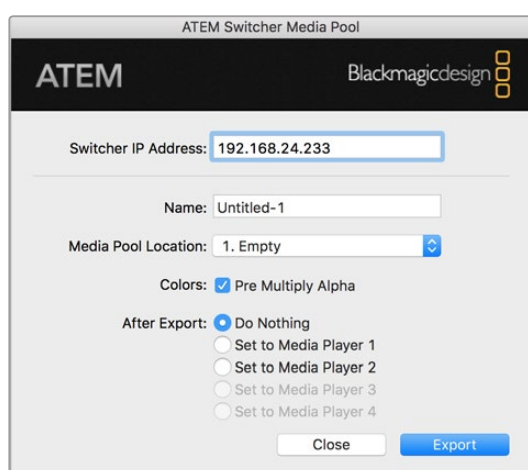 ATEM Switcher Media Pool
ATEM
Blackmagicdesign
Switcher IP Address: 192.168.24.233
Name: Untitled-1
Media Pool Location: 1. Empty
Colors: Pre Multiply Alpha
After Export: Do Nothing
Set to Media Player 1
Set to Media Player 2
Set to Media Player 3
Set to Media Player 4
Close Export